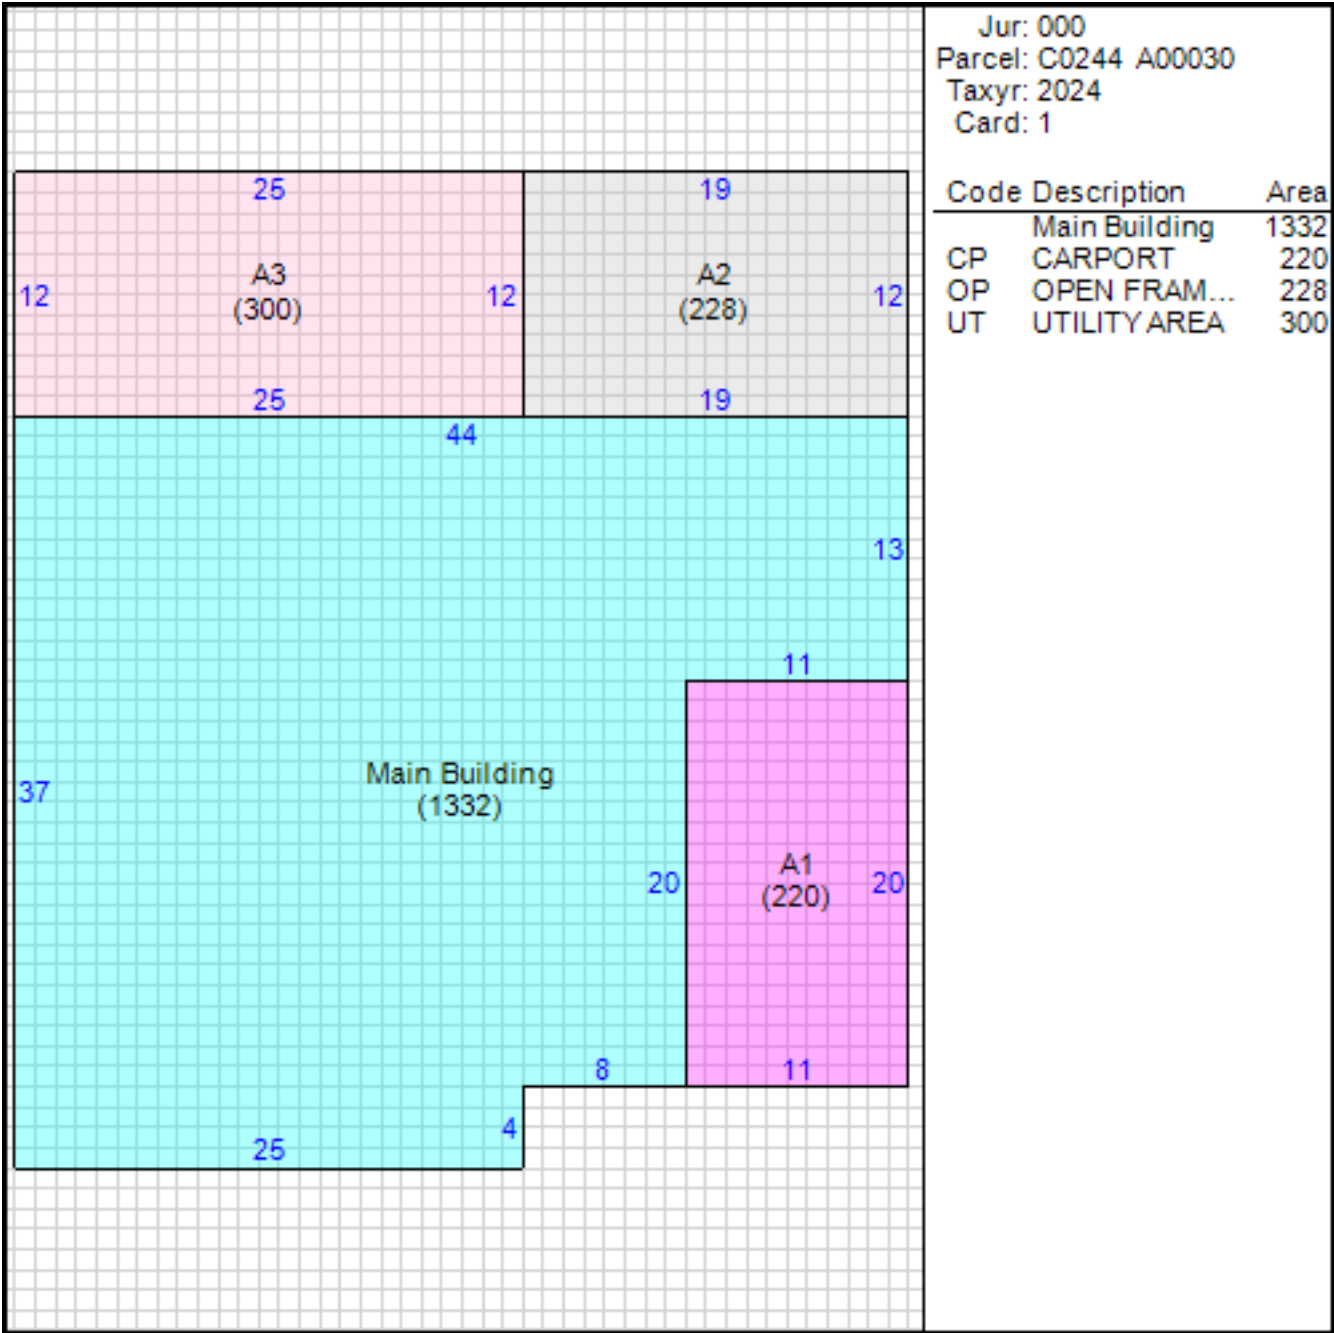 Jur: 000
Parcel: C0244 A00030
Taxyr: 2024
Card: 1
Code Description Area
Main Building 1332
CP CARPORT 220
OP OPEN FRAM... 228
UT UTILITY AREA 300
25 19
A3 A2
12 (300) 12 (228) 12
25 19
44
13
11
Main Building
37 (1332)
A1
20 (220) 20
8 11
4
25